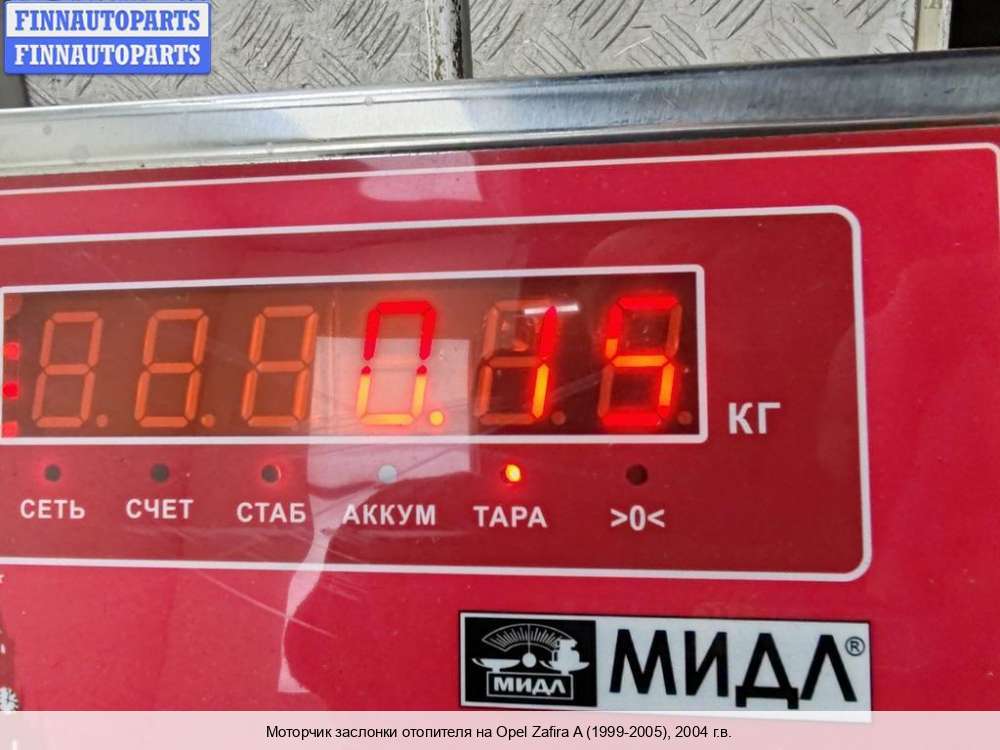 FINNAUTOPARTS
FINNAUTOPARTS
0.15
КГ
СЕТЬ СЧЕТ СТАБ АККУМ ТАРА >0<
МИДЛ МИДЛ®
Моторчик заслонки отопителя на Opel Zafira A (1999-2005), 2004 г.в.